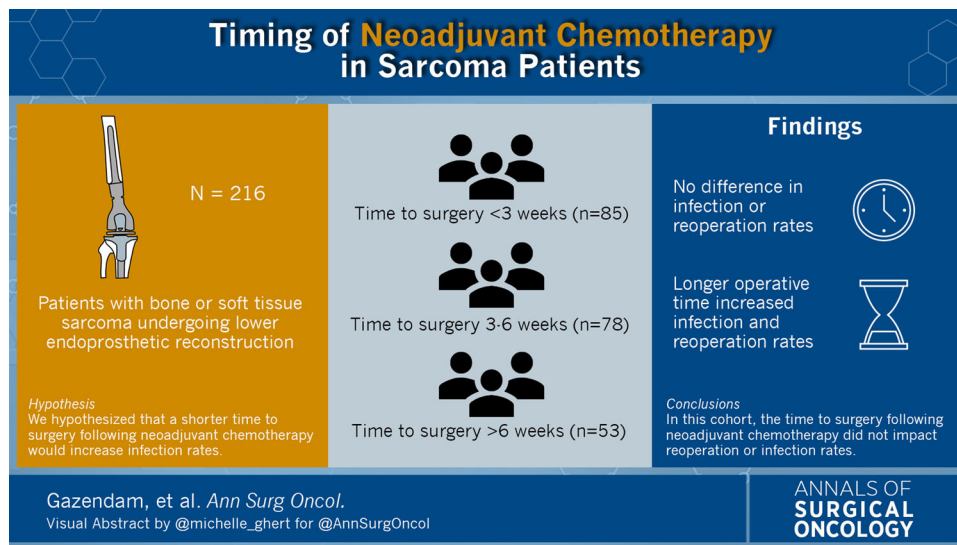 Timing of Neoadjuvant Chemotherapy
in Sarcoma Patients
N = 216
Patients with bone or soft tissue
sarcoma undergoing lower
endoprosthetic reconstruction
Hypothesis
We hypothesized that a shorter time to
surgery following neoadjuvant chemotherapy
would increase infection rates.
Time to surgery <3 weeks (n=85)
Time to surgery 3-6 weeks (n=78)
Time to surgery >6 weeks (n=53)
Findings
No difference in
infection or
reoperation rates
Longer operative
time increased
infection and
reoperation rates
Conclusions
In this cohort, the time to surgery following
neoadjuvant chemotherapy did not impact
reoperation or infection rates.
Gazendam, et al. Ann Surg Oncol.
Visual Abstract by @michelle_ghert for @AnnSurgOncol
ANNALS OF
SURGICAL
ONCOLOGY